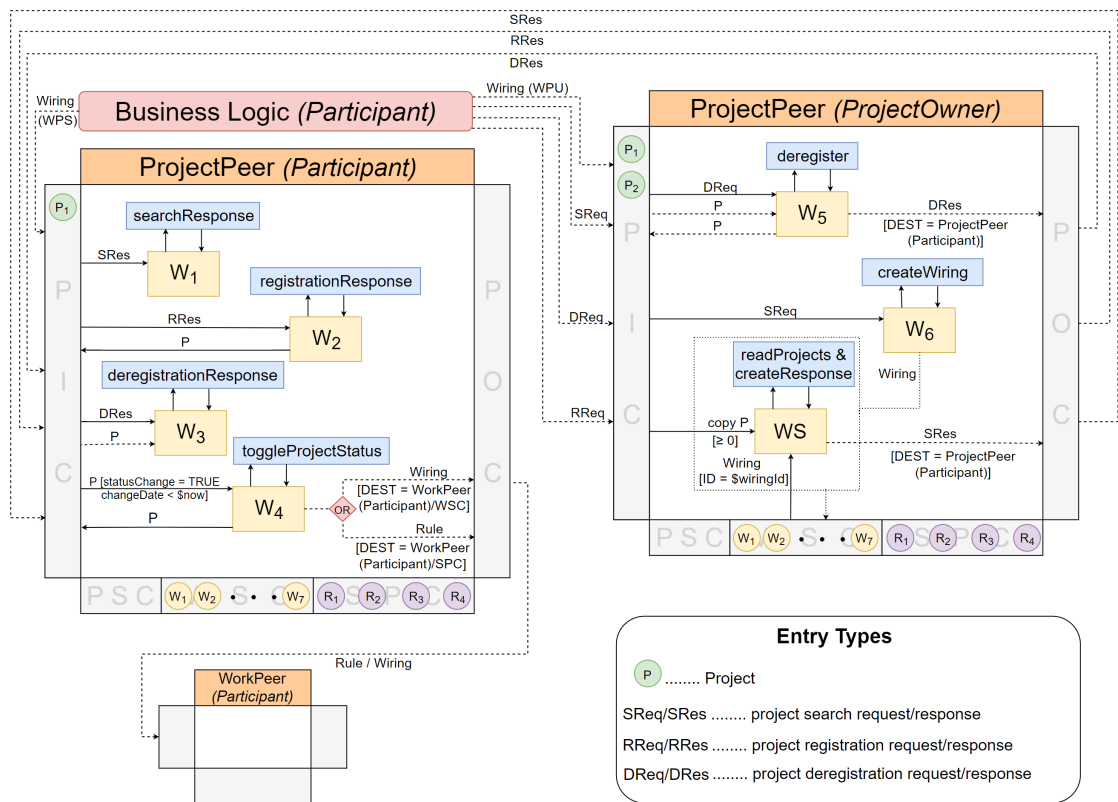 SRes
RRes
DRes
Wiring
(WPS)
Business Logic (Participant)
Wiring (WPU)
ProjectPeer (ProjectOwner)
ProjectPeer (Participant)
P1
searchResponse
SRes
W1
registrationResponse
RRes
W2
P
deregistrationResponse
DRes
W3
P
toggleProjectStatus
P [statusChange = TRUE
changeDate < $now]
W4
P
OR
Wiring
[DEST = WorkPeer
(Participant)/WSC]
Rule
[DEST = WorkPeer
(Participant)/SPC]
P
I
C
P
O
C
P S C
W S C
S P C
W1
W2
W7
R1
R2
R3
R4
SReq
DReq
RReq
P1
P2
deregister
DReq
P
P
W5
DRes
[DEST = ProjectPeer
(Participant)]
createWiring
SReq
W6
Wiring
readProjects &
createResponse
copy P
[≥ 0]
WS
SRes
[DEST = ProjectPeer
(Participant)]
Wiring
[ID = $wiringId]
P
I
C
P
O
C
P S C
W S C
S P C
W1
W2
W7
R1
R2
R3
R4
Rule / Wiring
WorkPeer
(Participant)
Entry Types
P ........ Project
SReq/SRes ........ project search request/response
RReq/RRes ........ project registration request/response
DReq/DRes ........ project deregistration request/response